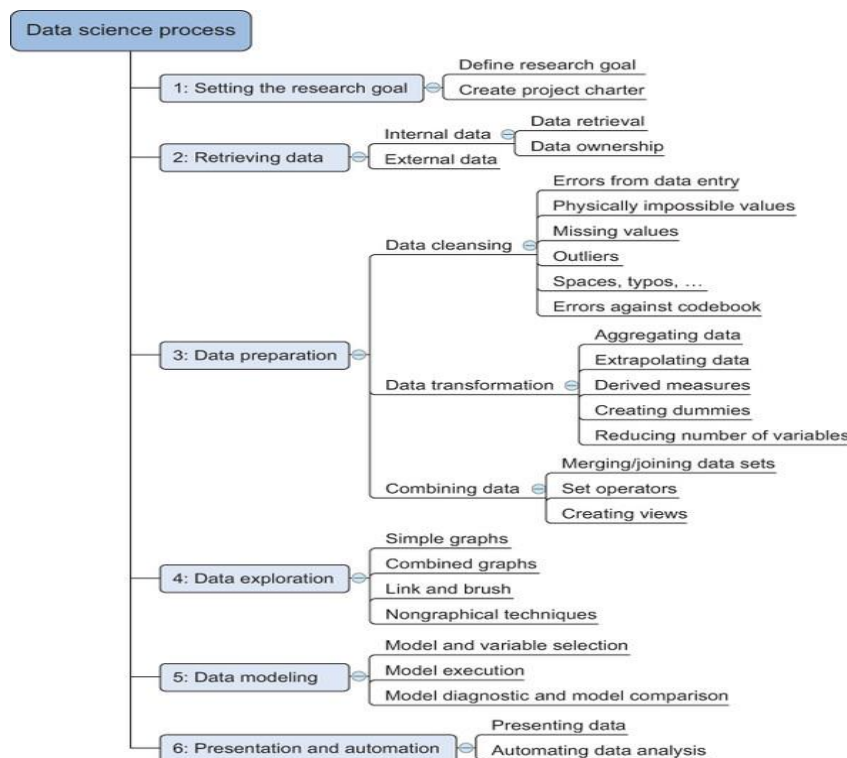 Data science process
1: Setting the research goal
Define research goal
Create project charter
2: Retrieving data
Internal data
Data retrieval
Data ownership
External data
3: Data preparation
Data cleansing
Errors from data entry
Physically impossible values
Missing values
Outliers
Spaces, typos, …
Errors against codebook
Data transformation
Aggregating data
Extrapolating data
Derived measures
Creating dummies
Reducing number of variables
Combining data
Merging/joining data sets
Set operators
Creating views
4: Data exploration
Simple graphs
Combined graphs
Link and brush
Nongraphical techniques
5: Data modeling
Model and variable selection
Model execution
Model diagnostic and model comparison
6: Presentation and automation
Presenting data
Automating data analysis